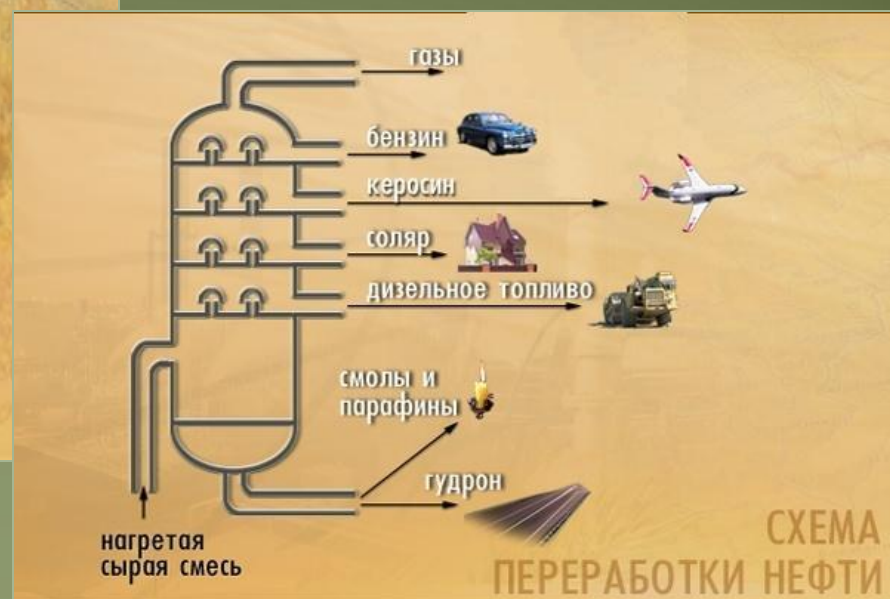 газы
бензин
керосин
соляр
дизельное топливо
смолы и
парафины
гудрон
нагретая
сырая смесь
СХЕМА
ПЕРЕРАБОТКИ НЕФТИ